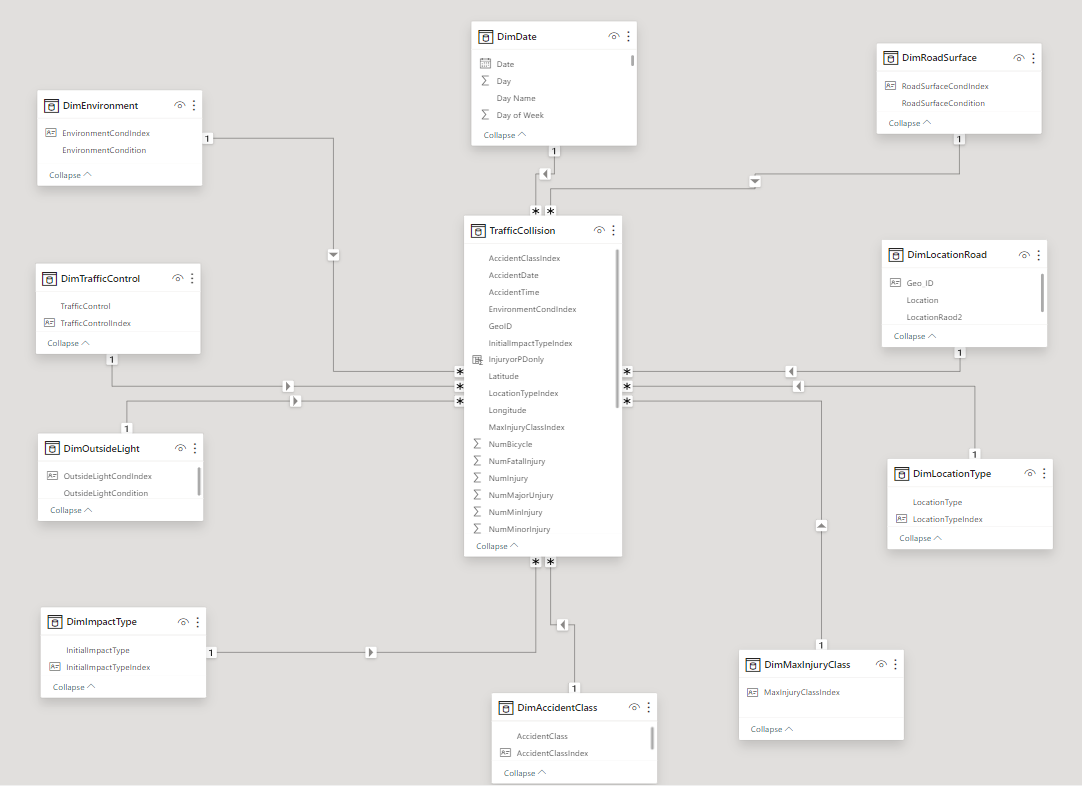 DimDate
Date
Day
Day Name
Day of Week
Collapse
DimRoadSurface
RoadSurfaceCondIndex
RoadSurfaceCondition
Collapse
DimEnvironment
EnvironmentCondIndex
EnvironmentCondition
Collapse
1
1
1
* *
TrafficCollision
AccidentClassIndex
AccidentDate
AccidentTime
EnvironmentCondIndex
GeoID
InitialImpactTypeIndex
InjuryorPDonly
Latitude
LocationTypeIndex
Longitude
MaxInjuryClassIndex
NumBicycle
NumFatalInjury
NumInjury
NumMajorUnjury
NumMinInjury
NumMinorInjury
Collapse
DimLocationRoad
Geo_ID
Location
LocationRaod2
Collapse
DimTrafficControl
TrafficControl
TrafficControlIndex
Collapse
1
1
* *
* *
* *
1
1
DimOutsideLight
OutsideLightCondIndex
OutsideLightCondition
Collapse
DimLocationType
LocationType
LocationTypeIndex
Collapse
* *
DimImpactType
InitialImpactType
InitialImpactTypeIndex
Collapse
1
1
1
DimAccidentClass
AccidentClass
AccidentClassIndex
Collapse
DimMaxInjuryClass
MaxInjuryClassIndex
Collapse